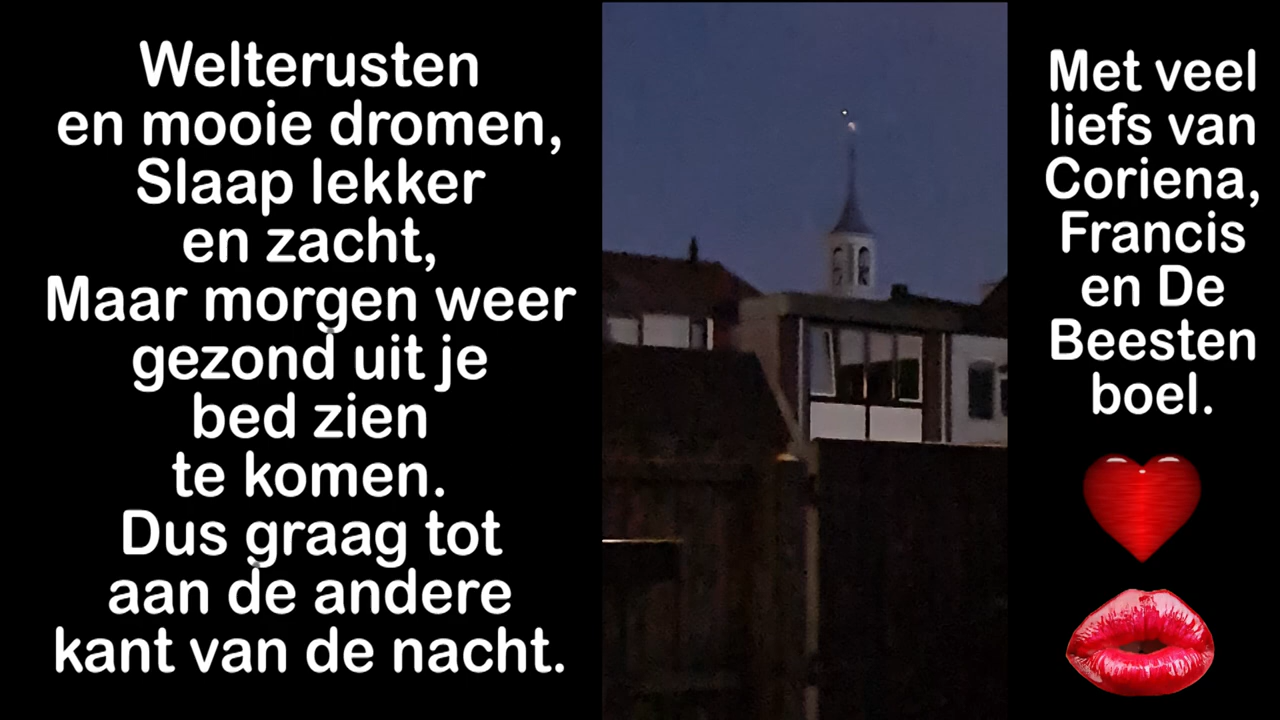 Welterusten
en mooie dromen,
Slaap lekker
en zacht,
Maar morgen weer
gezond uit je
bed zien
te komen.
Dus graag tot
aan de andere
kant van de nacht.
Met veel
liefs van
Coriena,
Francis
en De
Beesten
boel.